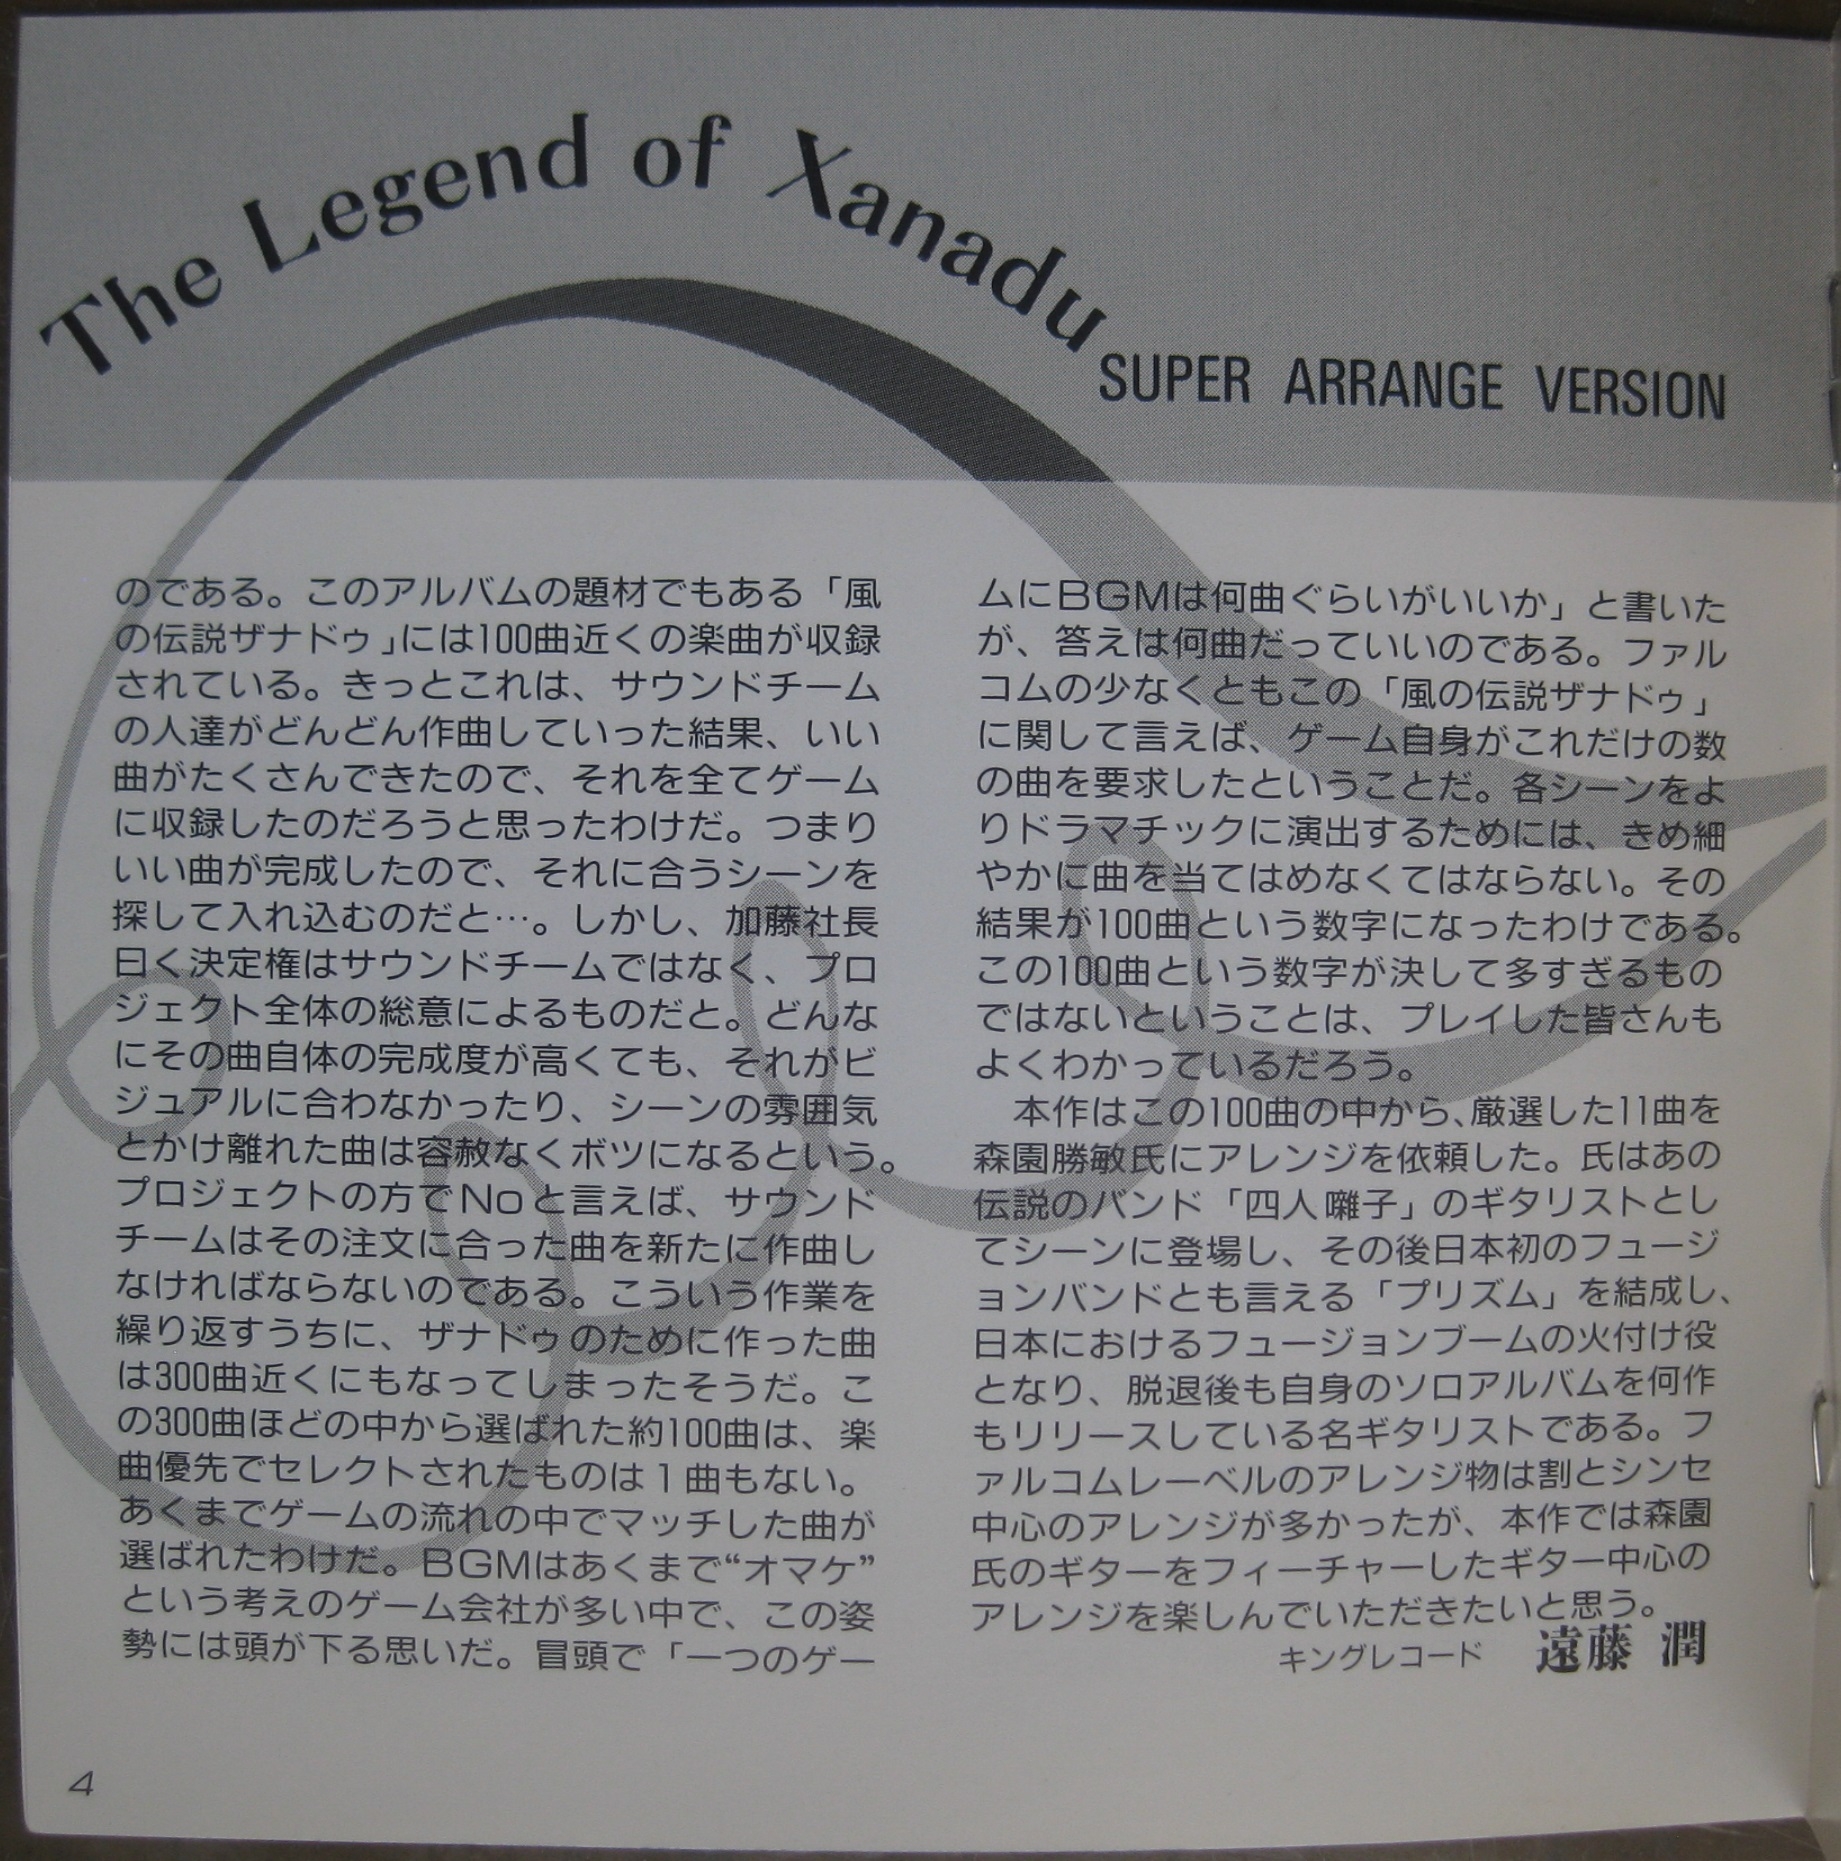 The Legend of Xanadu
SUPER ARRANGE VERSION
のである。このアルバムの題材でもある「風
の伝説ザナドゥ」には100曲近くの楽曲が収録
されている。きっとこれは、サウンドチーム
の人達がどんどん作曲していった結果、いい
曲がたくさんできたので、それを全てゲーム
に収録したのだろうと思ったわけだ。つまり
いい曲が完成したので、それに合うシーンを
探して入れ込むのだと…。しかし、加藤社長
曰く決定権はサウンドチームではなく、プロ
ジェクト全体の総意によるものだと。どんな
にその曲自体の完成度が高くても、それがビ
ジュアルに合わなかったり、シーンの雰囲気
とかけ離れた曲は容赦なくボツになるという。
プロジェクトの方でNoと言えば、サウンド
チームはその注文に合った曲を新たに作曲し
なければならないのである。こういう作業を
繰り返すうちに、ザナドゥのために作った曲
は300曲近くにもなってしまったそうだ。こ
の300曲ほどの中から選ばれた約100曲は、楽
曲優先でセレクトされたものは1曲もない。
あくまでゲームの流れの中でマッチした曲が
選ばれたわけだ。BGMはあくまで“オマケ”
という考えのゲーム会社が多い中で、この姿
勢には頭が下る思いだ。冒頭で「一つのゲー
ムにBGMは何曲ぐらいがいいか」と書いた
が、答えは何曲だっていいのである。ファル
コムの少なくともこの「風の伝説ザナドゥ」
に関して言えば、ゲーム自身がこれだけの数
の曲を要求したということだ。各シーンをよ
りドラマチックに演出するためには、きめ細
やかに曲を当てはめなくてはならない。その
結果が100曲という数字になったわけである。
この100曲という数字が決して多すぎるもの
ではないということは、プレイした皆さんも
よくわかっているだろう。
本作はこの100曲の中から、厳選した11曲を
森園勝敏氏にアレンジを依頼した。氏はあの
伝説のバンド「四人囃子」のギタリストとし
てシーンに登場し、その後日本初のフュージ
ョンバンドとも言える「プリズム」を結成し、
日本におけるフュージョンブームの火付け役
となり、脱退後も自身のソロアルバムを何作
もリリースしている名ギタリストである。フ
ァルコムレーベルのアレンジ物は割とシンセ
中心のアレンジが多かったが、本作では森園
氏のギターをフィーチャーしたギター中心の
アレンジを楽しんでいただきたいと思う。
キングレコード 遠藤 潤
4